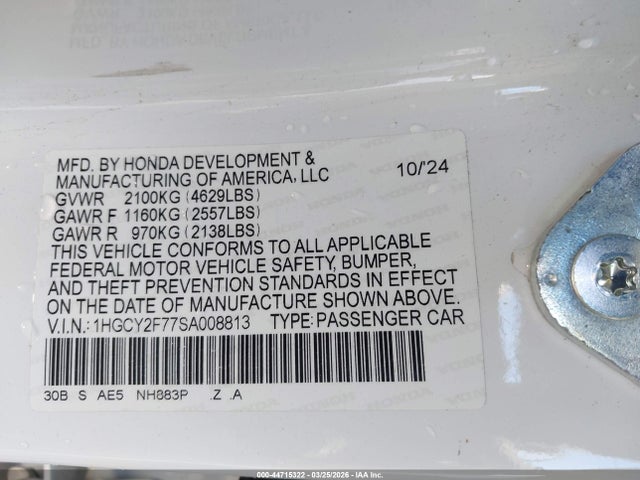 MFD. BY HONDA DEVELOPMENT & 10/24
MANUFACTURING OF AMERICA, LLC
GVWR 2100KG (4629LBS)
GAWR F 1160KG (2557LBS)
GAWR R 970KG (2138LBS)
THIS VEHICLE CONFORMS TO ALL APPLICABLE
FEDERAL MOTOR VEHICLE SAFETY, BUMPER,
AND THEFT PREVENTION STANDARDS IN EFFECT
ON THE DATE OF MANUFACTURE SHOWN ABOVE.
V.I.N.: 1HGCY2F77SA008813 TYPE: PASSENGER CAR
30B S AE5 NH883P .Z .A
000-44715322 - 03/25/2026 - IAAI Inc.